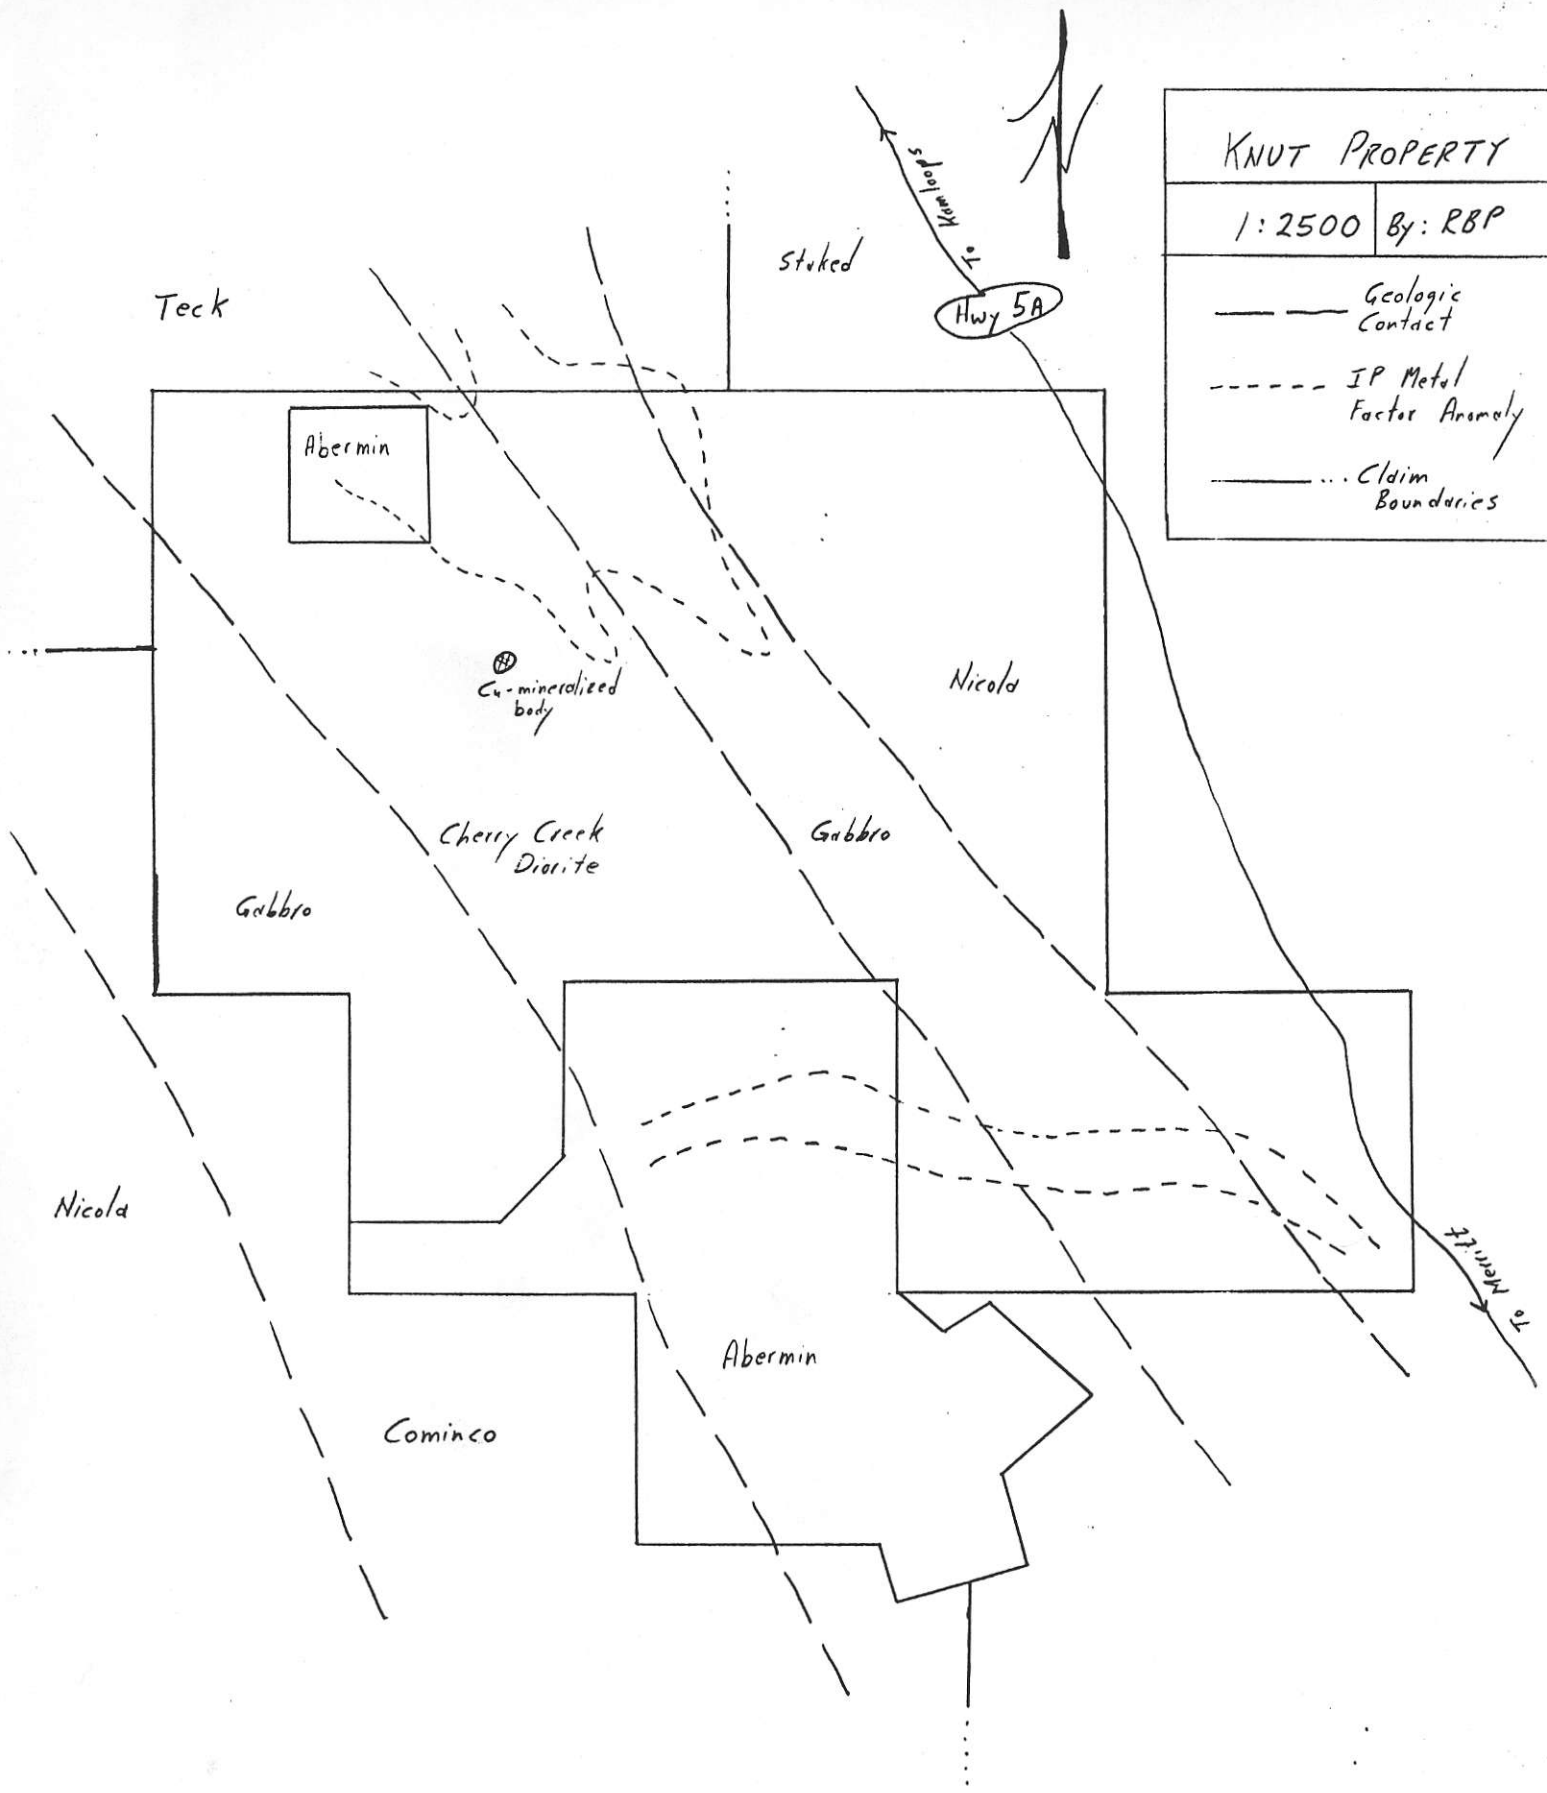 KNUT PROPERTY
1:2500 By: RBP
Geologic
Contact
IP Metal
Factor Anomaly
Claim
Boundaries
To Kamloops
Hwy 5A
Staked
Teck
Abermin
Nicola
Cu-mineralized
body
Cherry Creek
Diorite
Gabbro
Gabbro
Nicola
To Merritt
Abermin
Cominco